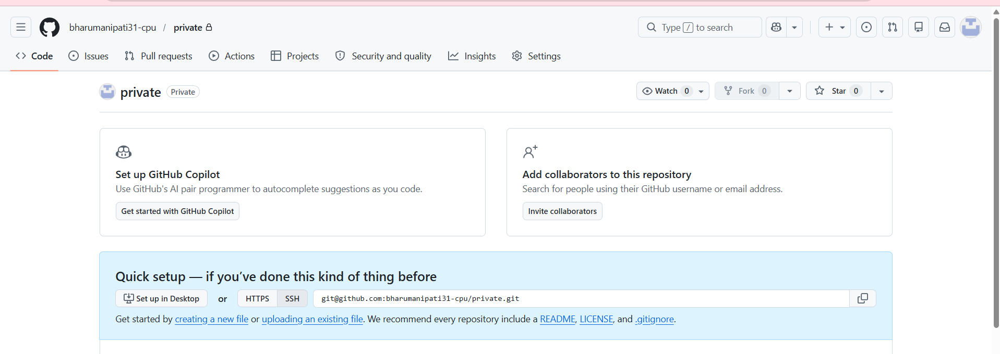 bharumanipati31-cpu / private
Type / to search
Code Issues Pull requests Actions Projects Security and quality Insights Settings
private Private
Watch 0 Fork 0 Star 0
Set up GitHub Copilot
Use GitHub's AI pair programmer to autocomplete suggestions as you code.
Get started with GitHub Copilot
Add collaborators to this repository
Search for people using their GitHub username or email address.
Invite collaborators
Quick setup — if you’ve done this kind of thing before
Set up in Desktop or HTTPS SSH git@github.com:bharumanipati31-cpu/private.git
Get started by creating a new file or uploading an existing file. We recommend every repository include a README, LICENSE, and .gitignore.